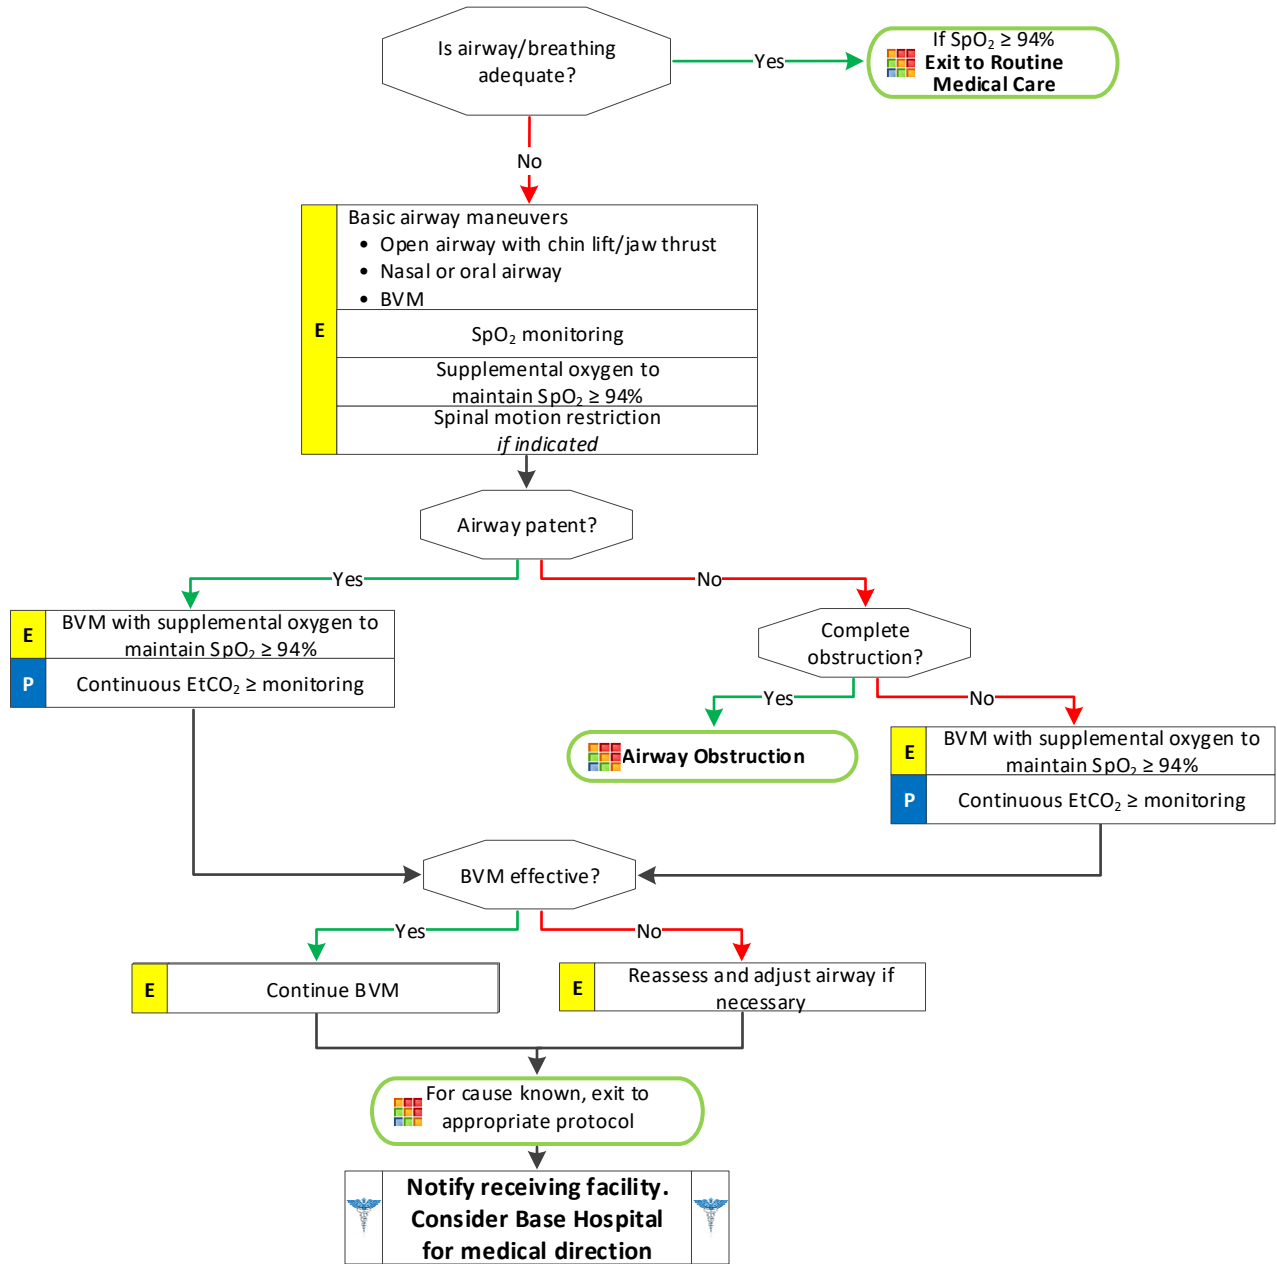 Is airway/breathing
adequate?
Yes
If SpO₂ ≥ 94%
Exit to Routine
Medical Care
No
Basic airway maneuvers
• Open airway with chin lift/jaw thrust
• Nasal or oral airway
• BVM
E
SpO₂ monitoring
Supplemental oxygen to
maintain SpO₂ ≥ 94%
Spinal motion restriction
if indicated
Airway patent?
Yes
No
E
BVM with supplemental oxygen to
maintain SpO₂ ≥ 94%
P
Continuous EtCO₂ ≥ monitoring
Complete
obstruction?
Yes
No
Airway Obstruction
E
BVM with supplemental oxygen to
maintain SpO₂ ≥ 94%
P
Continuous EtCO₂ ≥ monitoring
BVM effective?
Yes
No
E
Continue BVM
E
Reassess and adjust airway if
necessary
For cause known, exit to
appropriate protocol
Notify receiving facility.
Consider Base Hospital
for medical direction